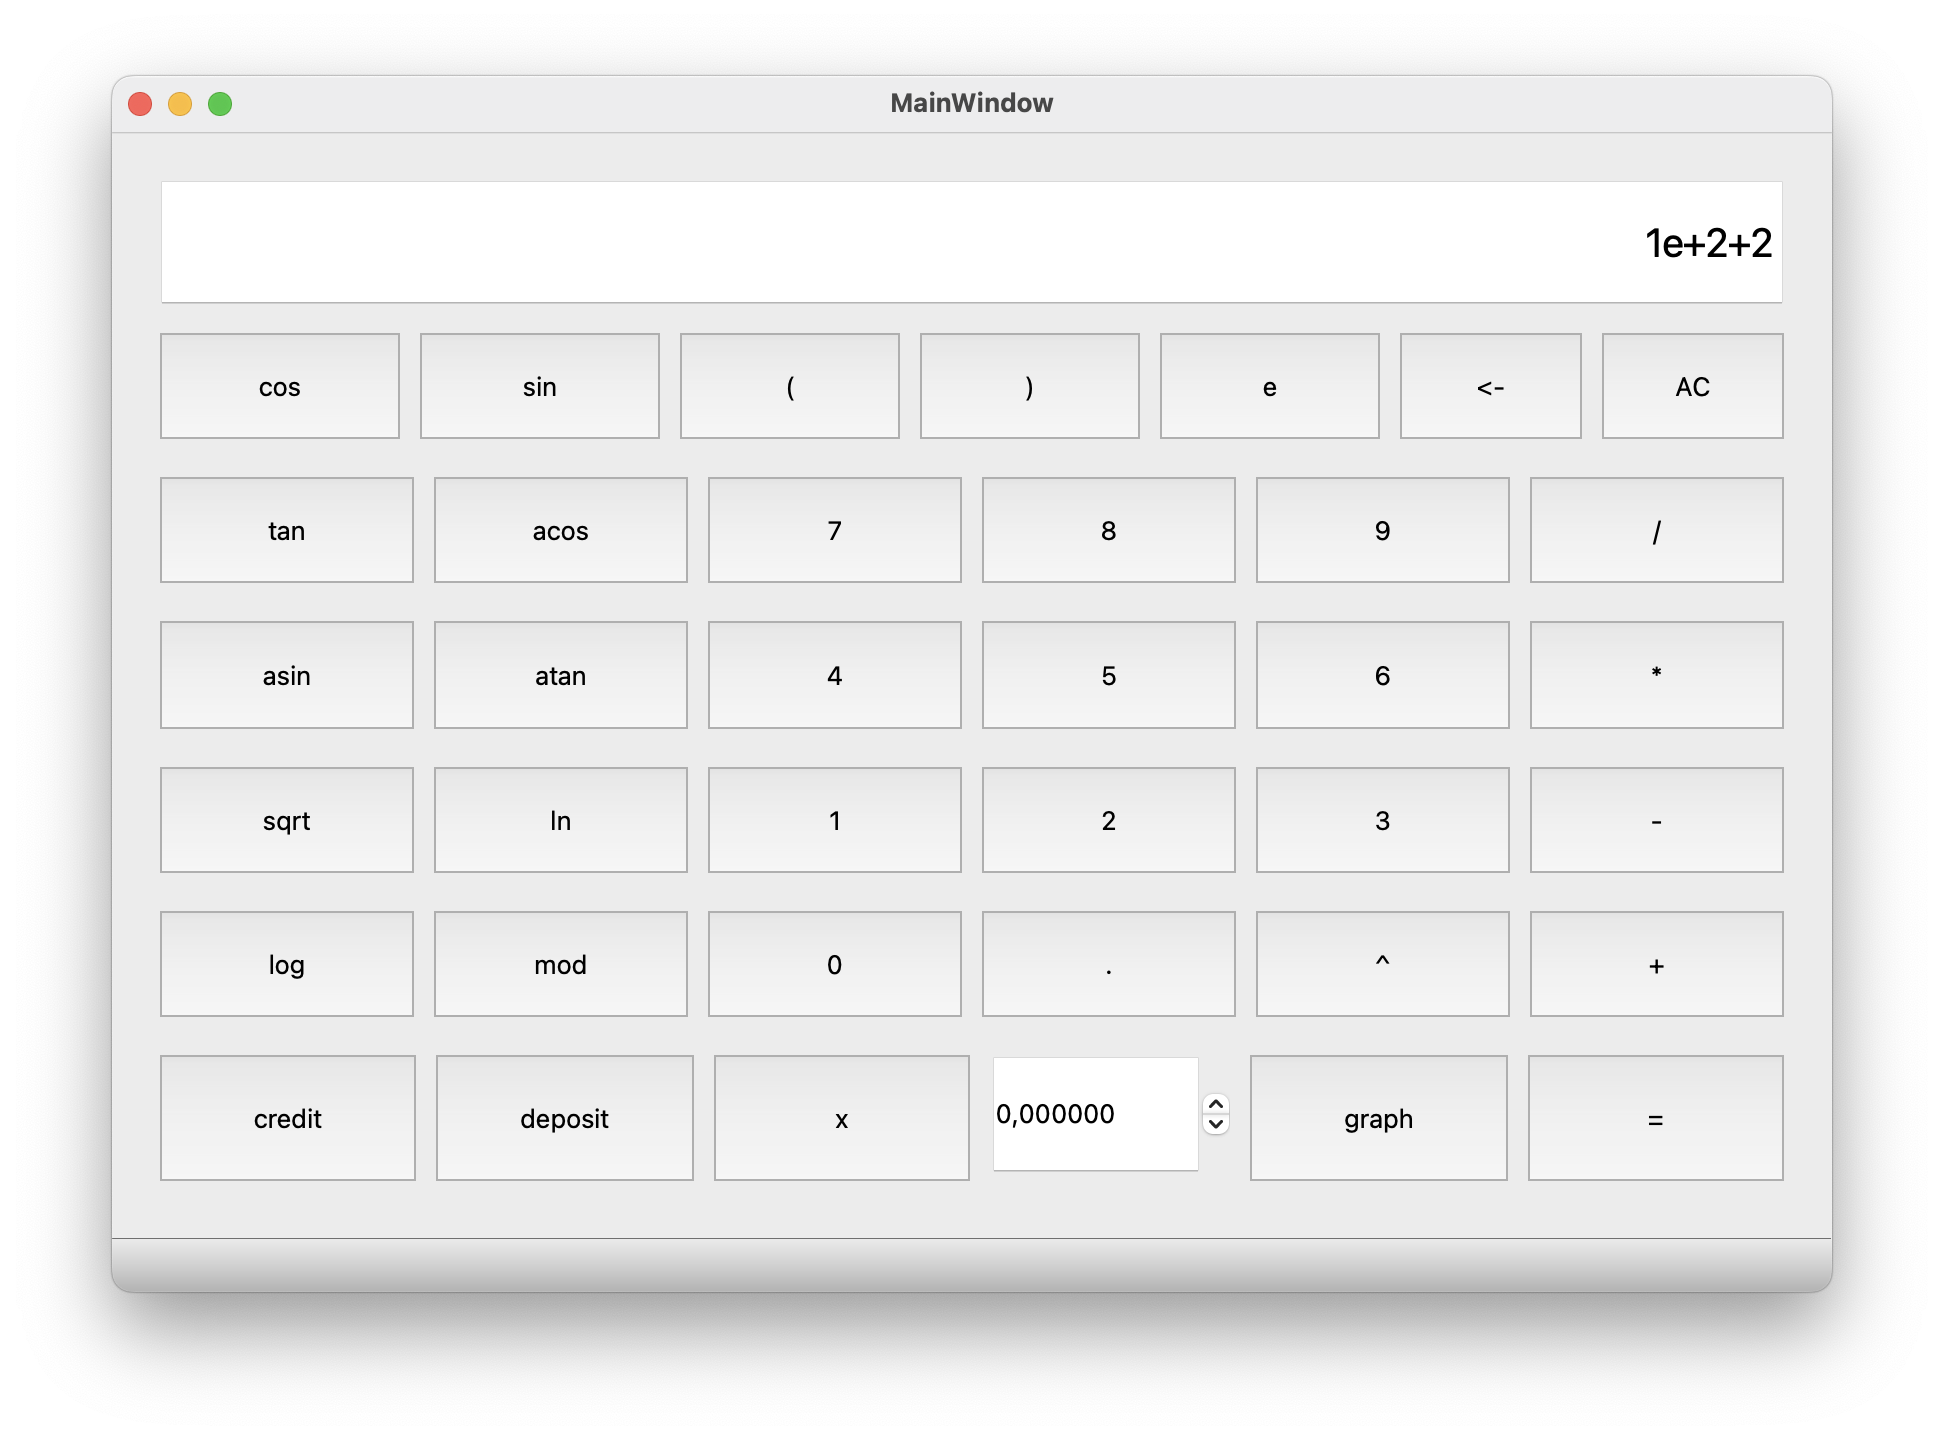 MainWindow
1e+2+2
cos sin ( ) e <- AC
tan acos 7 8 9 /
asin atan 4 5 6 *
sqrt ln 1 2 3 -
log mod 0 . ^ +
credit deposit x 0,000000 graph =